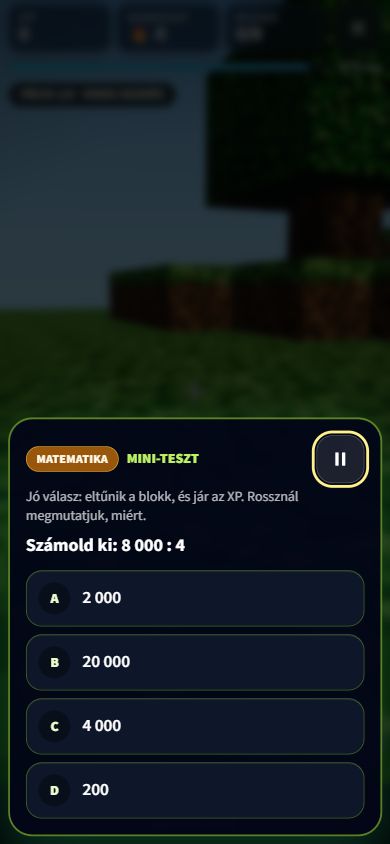 MATEMATIKA
MINI-TESZT
Jó válasz: eltűnik a blokk, és jár az XP. Rossznál
megmutatjuk, miért.
Számold ki: 8 000 : 4
A 2 000
B 20 000
C 4 000
D 200